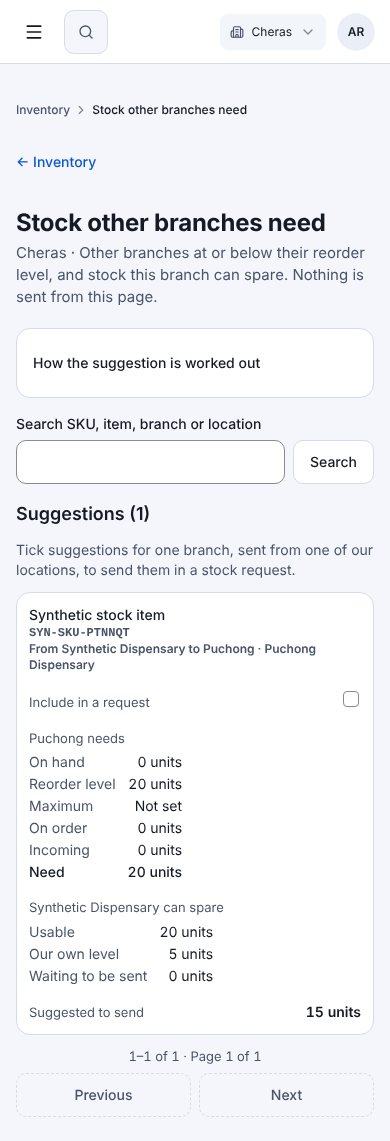 Cheras
AR
Inventory > Stock other branches need
← Inventory
Stock other branches need
Cheras · Other branches at or below their reorder
level, and stock this branch can spare. Nothing is
sent from this page.
How the suggestion is worked out
Search SKU, item, branch or location
Search
Suggestions (1)
Tick suggestions for one branch, sent from one of our
locations, to send them in a stock request.
Synthetic stock item
SYN-SKU-PTNNQT
From Synthetic Dispensary to Puchong · Puchong
Dispensary
Include in a request
Puchong needs
On hand 0 units
Reorder level 20 units
Maximum Not set
On order 0 units
Incoming 0 units
Need 20 units
Synthetic Dispensary can spare
Usable 20 units
Our own level 5 units
Waiting to be sent 0 units
Suggested to send 15 units
1–1 of 1 · Page 1 of 1
Previous Next